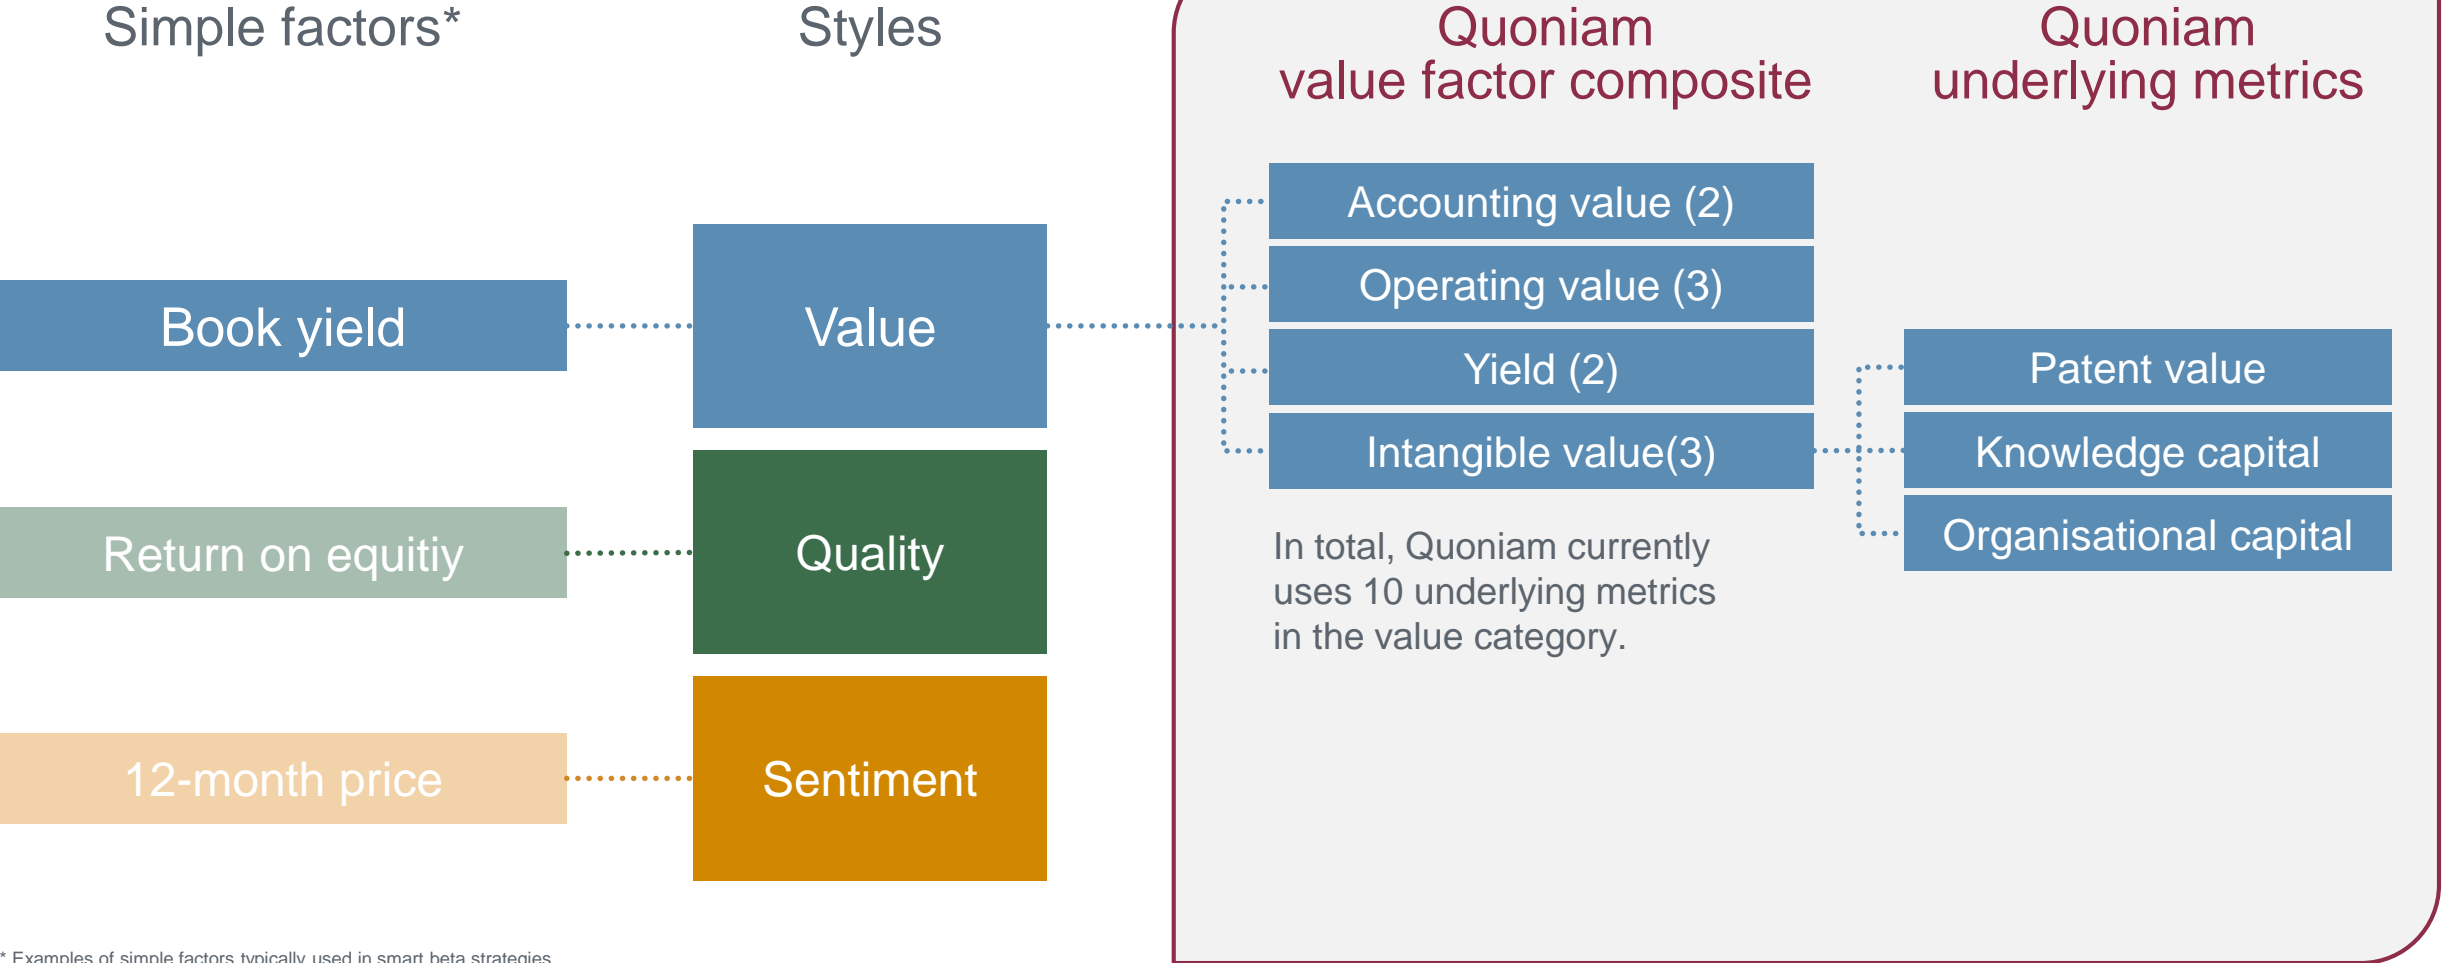 Simple factors*
Styles
Quoniam
value factor composite
Quoniam
underlying metrics
Book yield
Return on equitiy
12-month price
Value
Quality
Sentiment
Accounting value (2)
Operating value (3)
Yield (2)
Intangible value(3)
In total, Quoniam currently
uses 10 underlying metrics
in the value category.
Patent value
Knowledge capital
Organisational capital
* Examples of simple factors typically used in smart beta strategies